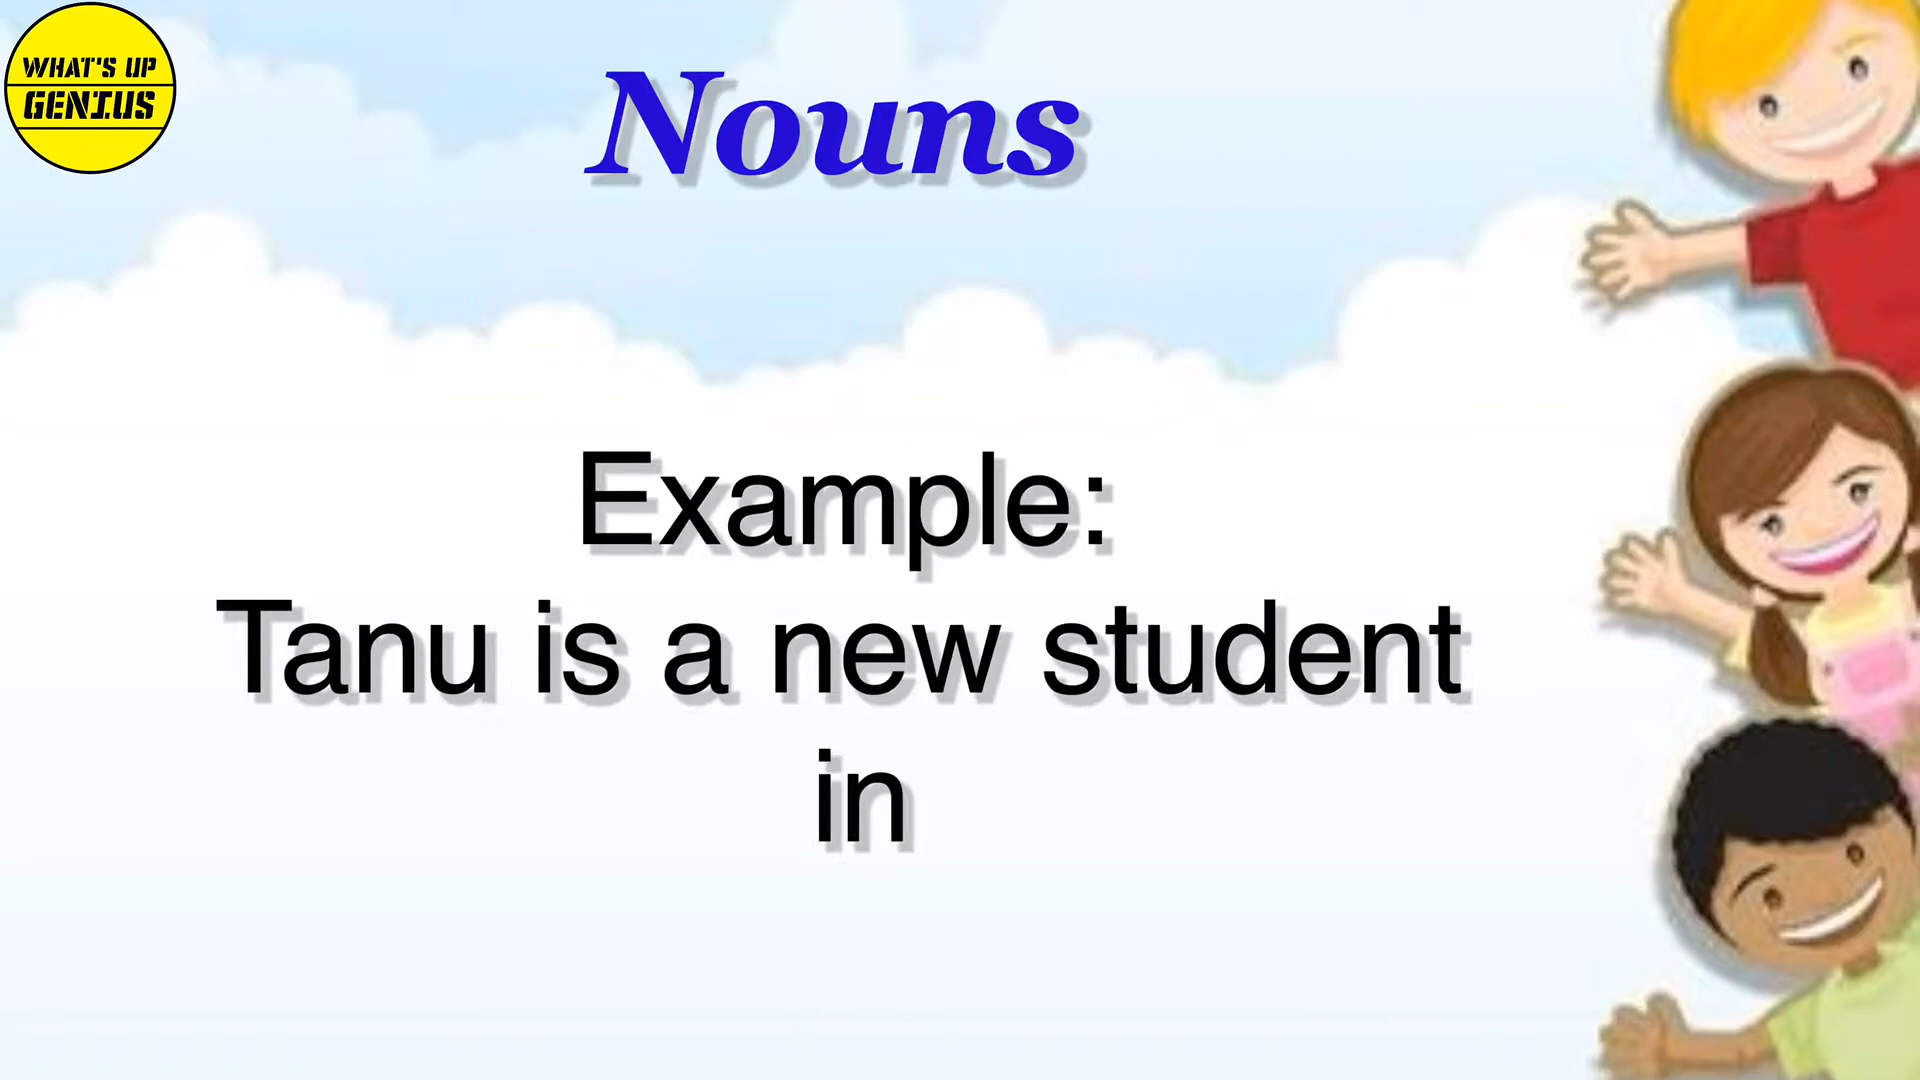 WHAT'S UP
GENIUS
Nouns
Example:
Tanu is a new student
in